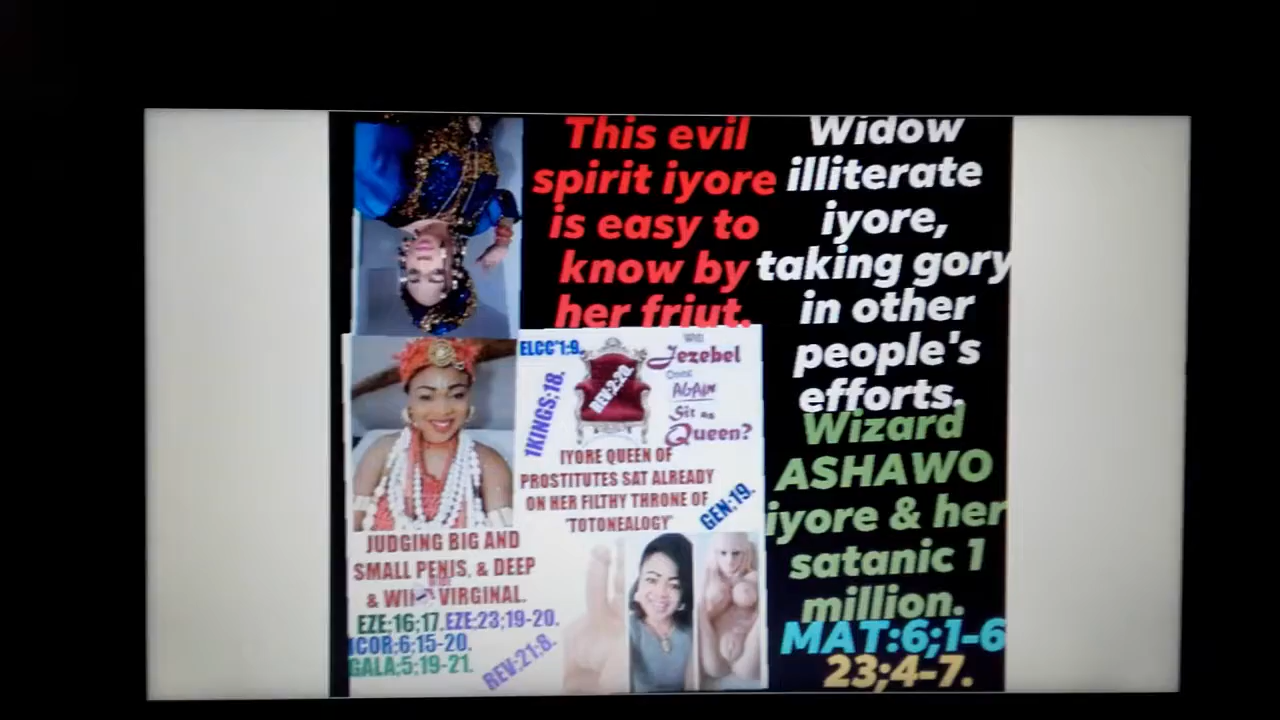 This evil
spirit iyore
is easy to
know by
her friut.
Widow
illiterate
iyore,
taking gory
in other
people's
efforts.
Wizard
ASHAWO
iyore & her
satanic 1
million.
MAT:6;1-6
23;4-7.
ELCC"1:9.
1KINGS;18.
REV:2:20.
Will
Jezebel
Once
AGAIN
Sit as
Queen?
IYORE QUEEN OF
PROSTITUTES SAT ALREADY
ON HER FILTHY THRONE OF
'TOTONEALOGY'
GEN:19.
JUDGING BIG AND
SMALL PENIS, & DEEP
& VIRGINAL.
EZE:16;17.EZE;23;19-20.
ICOR;6;15-20.
GALA;5:19-21.
REV:21;8.